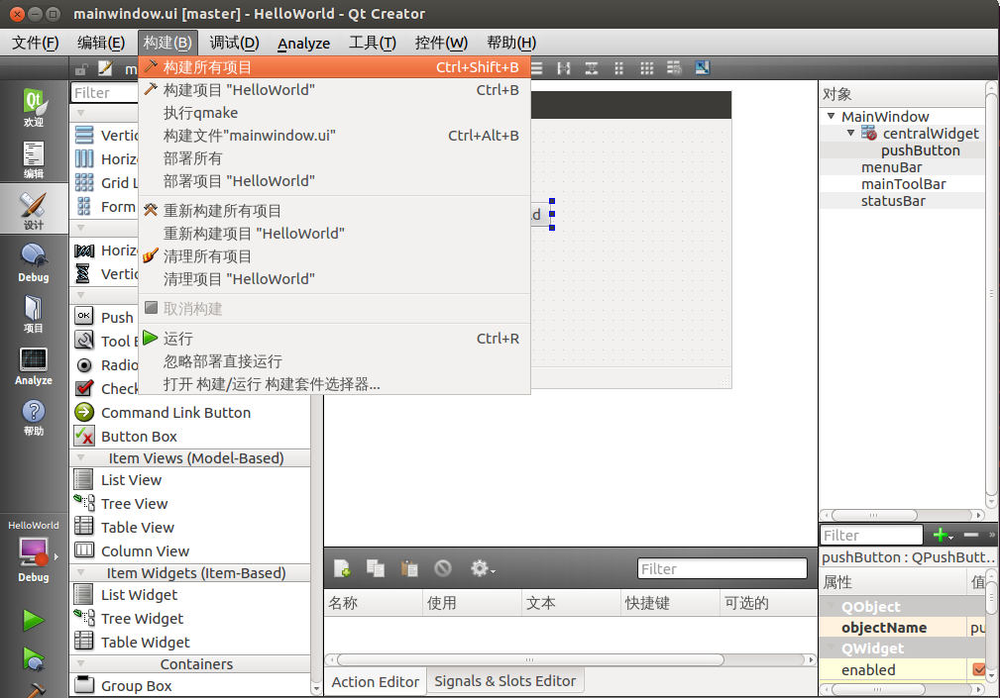 mainwindow.ui [master] - HelloWorld - Qt Creator
文件(F) 编辑(E) 构建(B) 调试(D) Analyze 工具(T) 控件(W) 帮助(H)
构建所有项目 Ctrl+Shift+B
构建项目 "HelloWorld" Ctrl+B
执行qmake
构建文件"mainwindow.ui" Ctrl+Alt+B
部署所有
部署项目 "HelloWorld"
重新构建所有项目
重新构建项目 "HelloWorld"
清理所有项目
清理项目 "HelloWorld"
取消构建
运行 Ctrl+R
忽略部署直接运行
打开 构建/运行 构建套件选择器...
欢迎
编辑
设计
Debug
项目
Analyze
帮助
HelloWorld
Debug
m
Filter
Vertic
Horiz
Grid L
Form
Horiz
Vertic
Push
Tool B
Radio
Check
Command Link Button
Button Box
Item Views (Model-Based)
List View
Tree View
Table View
Column View
Item Widgets (Item-Based)
List Widget
Tree Widget
Table Widget
Containers
Group Box
ld
Filter
名称 使用 文本 快捷键 可选的
Action Editor Signals & Slots Editor
对象
MainWindow
centralWidget
pushButton
menuBar
mainToolBar
statusBar
Filter
pushButton : QPushButt...
属性 值
QObject
objectName pu
QWidget
enabled